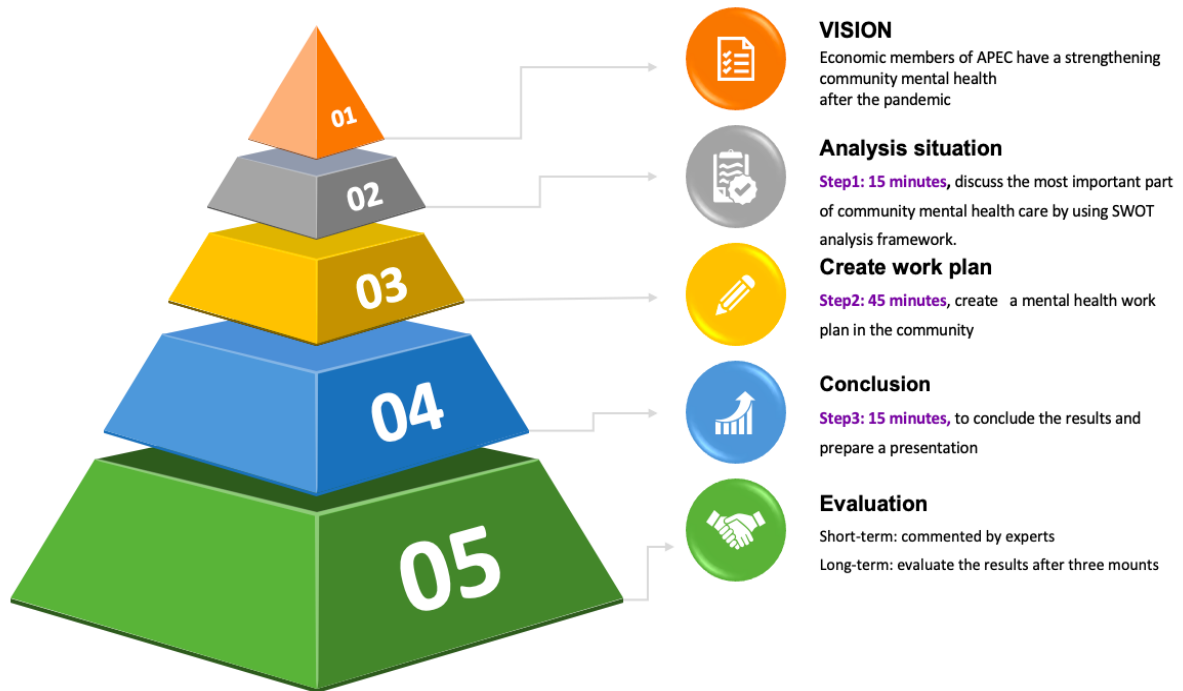 01
VISION
Economic members of APEC have a strengthening
community mental health
after the pandemic
02
Analysis situation
Step1: 15 minutes, discuss the most important part
of community mental health care by using SWOT
analysis framework.
03
Create work plan
Step2: 45 minutes, create a mental health work
plan in the community
04
Conclusion
Step3: 15 minutes, to conclude the results and
prepare a presentation
05
Evaluation
Short-term: commented by experts
Long-term: evaluate the results after three mounts